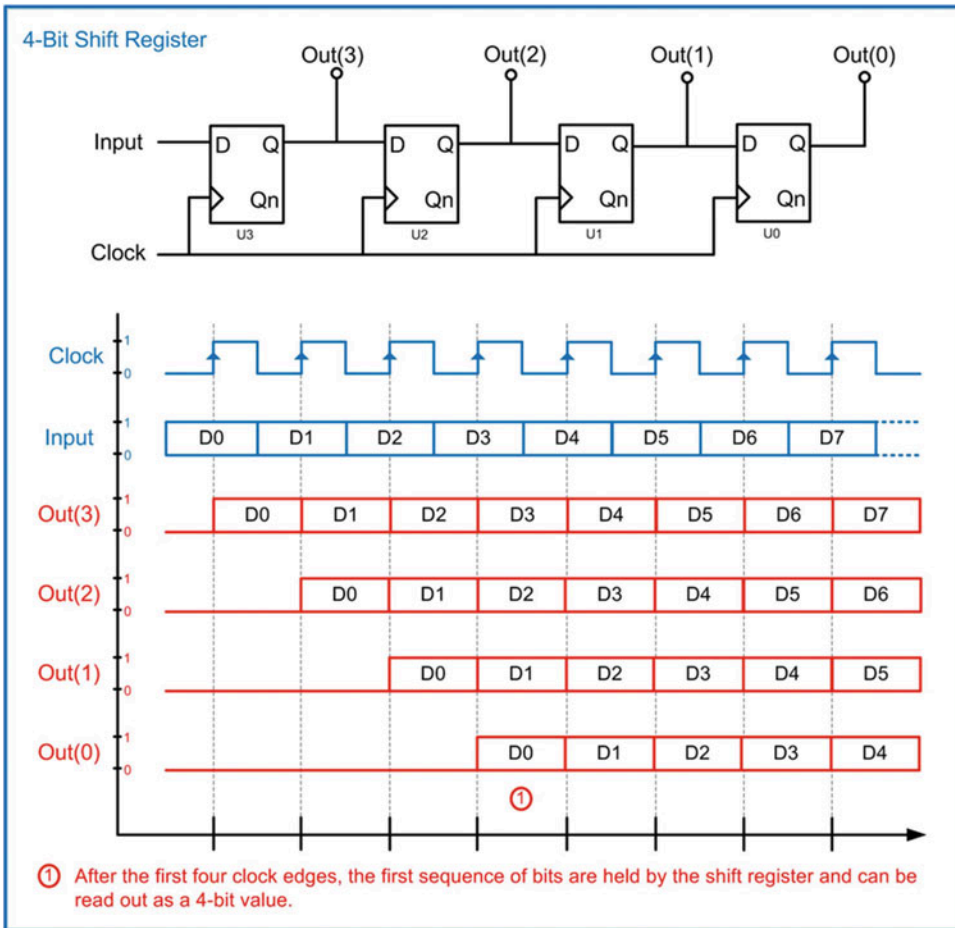 4-Bit Shift Register
Out(3) Out(2) Out(1) Out(0)
Input D Q D Q D Q D Q
Qn Qn Qn Qn
U3 U2 U1 U0
Clock
Clock 1
0
Input 1 D0 D1 D2 D3 D4 D5 D6 D7
0
Out(3) 1 D0 D1 D2 D3 D4 D5 D6 D7
0
Out(2) 1 D0 D1 D2 D3 D4 D5 D6
0
Out(1) 1 D0 D1 D2 D3 D4 D5
0
Out(0) 1 D0 D1 D2 D3 D4
0
1
1 After the first four clock edges, the first sequence of bits are held by the shift register and can be
read out as a 4-bit value.